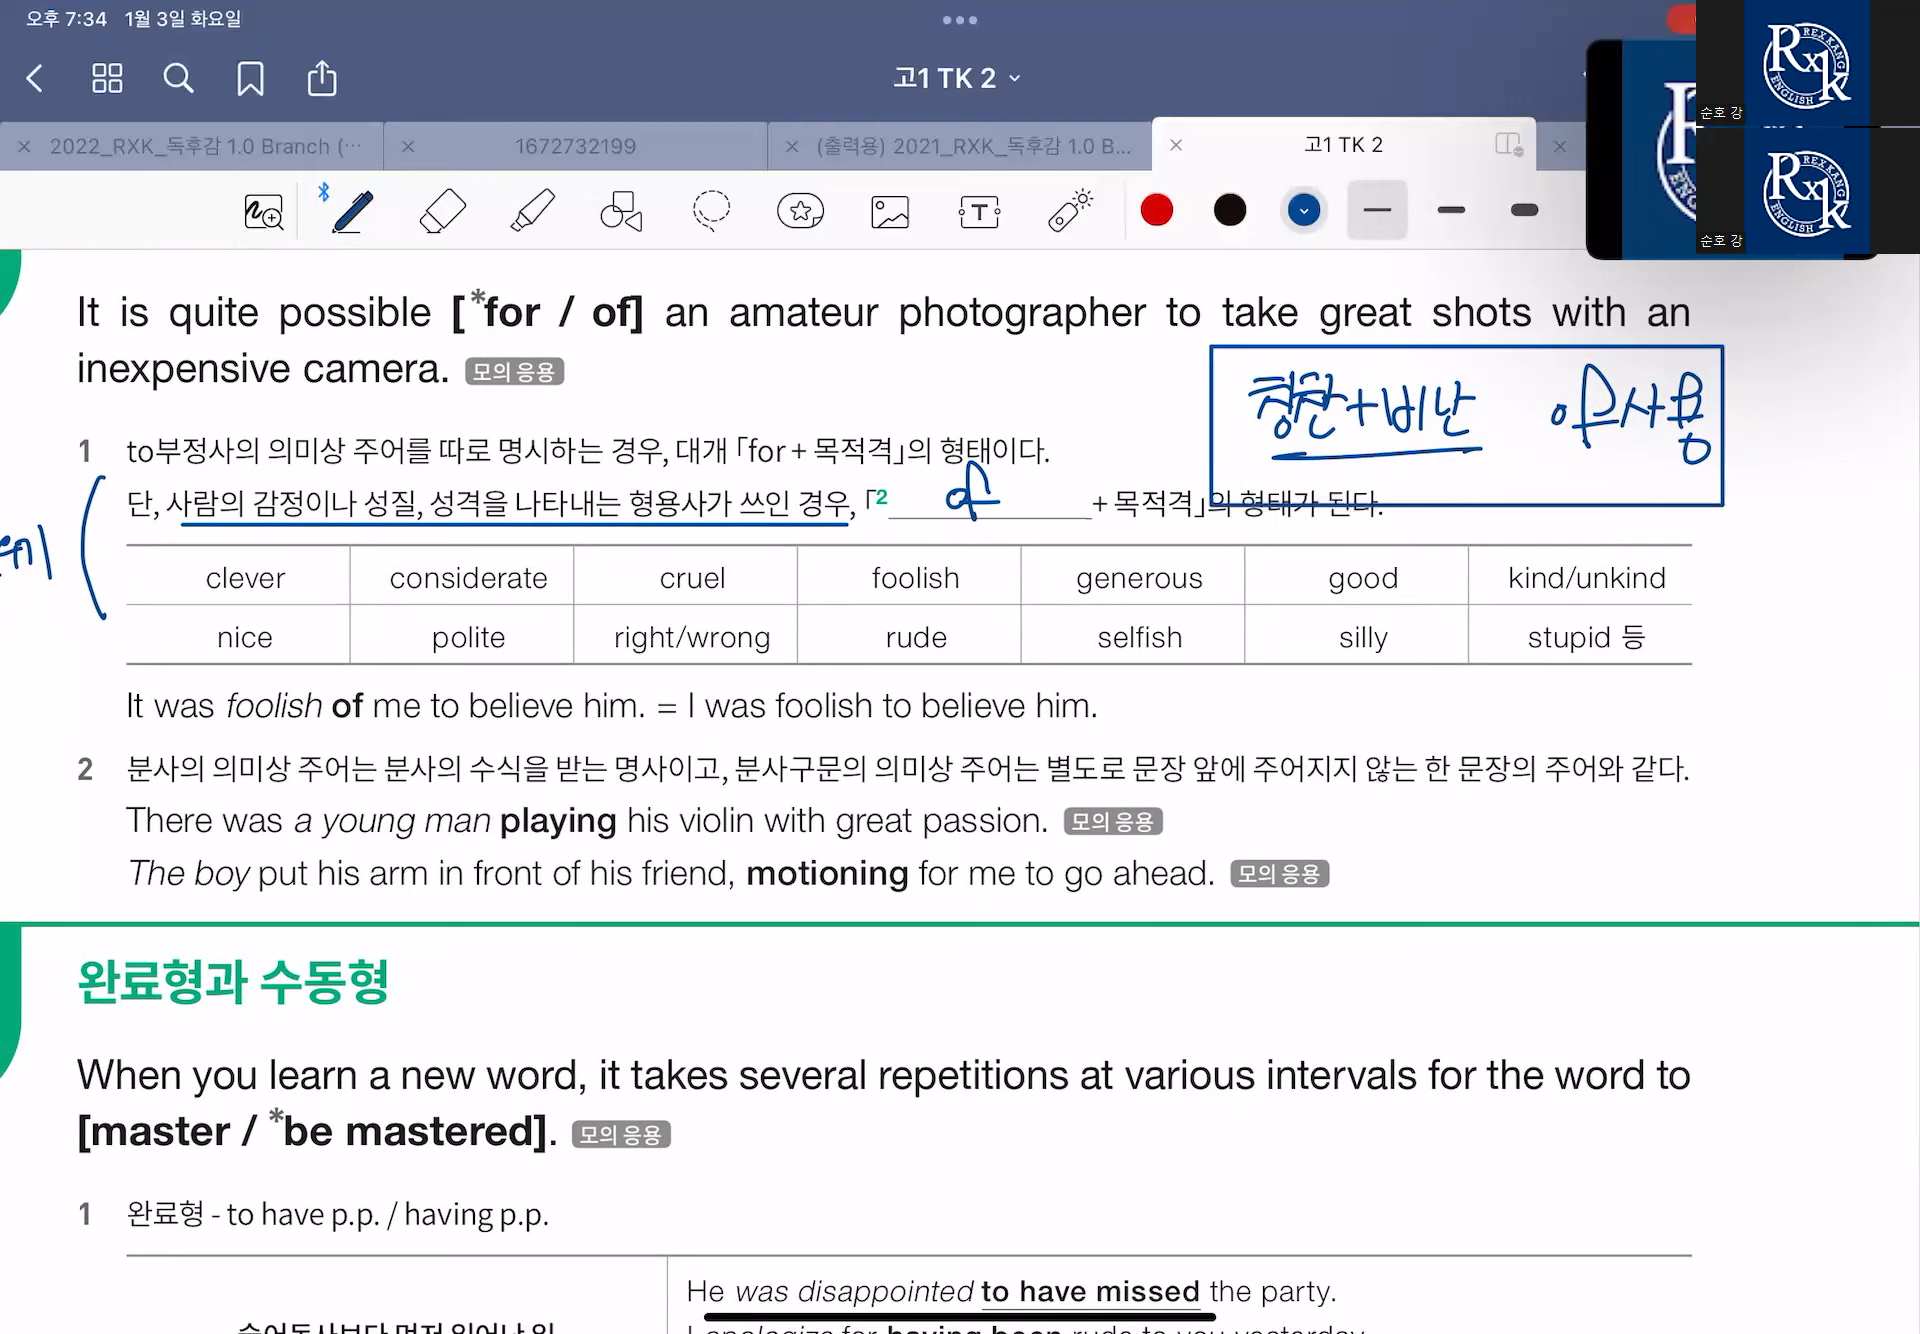 오후 7:34 1월 3일 화요일
고1 TK 2
2022_RXK_독후감 1.0 Branch (…
1672732199
(출력용) 2021_RXK_독후감 1.0 B...
고1 TK 2
REX KANG
RxK
ENGLISH
순호 강
REX KANG
RxK
ENGLISH
순호 강
It is quite possible [*for / of] an amateur photographer to take great shots with an
inexpensive camera. 모의 응용
칭찬+비난 of사용
1 to부정사의 의미상 주어를 따로 명시하는 경우, 대개 「for + 목적격」의 형태이다.
단, 사람의 감정이나 성질, 성격을 나타내는 형용사가 쓰인 경우, 「2 of + 목적격」의 형태가 된다.
clever considerate cruel foolish generous good kind/unkind
nice polite right/wrong rude selfish silly stupid 등
It was foolish of me to believe him. = I was foolish to believe him.
2 분사의 의미상 주어는 분사의 수식을 받는 명사이고, 분사구문의 의미상 주어는 별도로 문장 앞에 주어지지 않는 한 문장의 주어와 같다.
There was a young man playing his violin with great passion. 모의 응용
The boy put his arm in front of his friend, motioning for me to go ahead. 모의 응용
완료형과 수동형
When you learn a new word, it takes several repetitions at various intervals for the word to
[master / *be mastered]. 모의 응용
1 완료형 - to have p.p. / having p.p.
He was disappointed to have missed the party.
I apologize for having been rude to you yesterday.